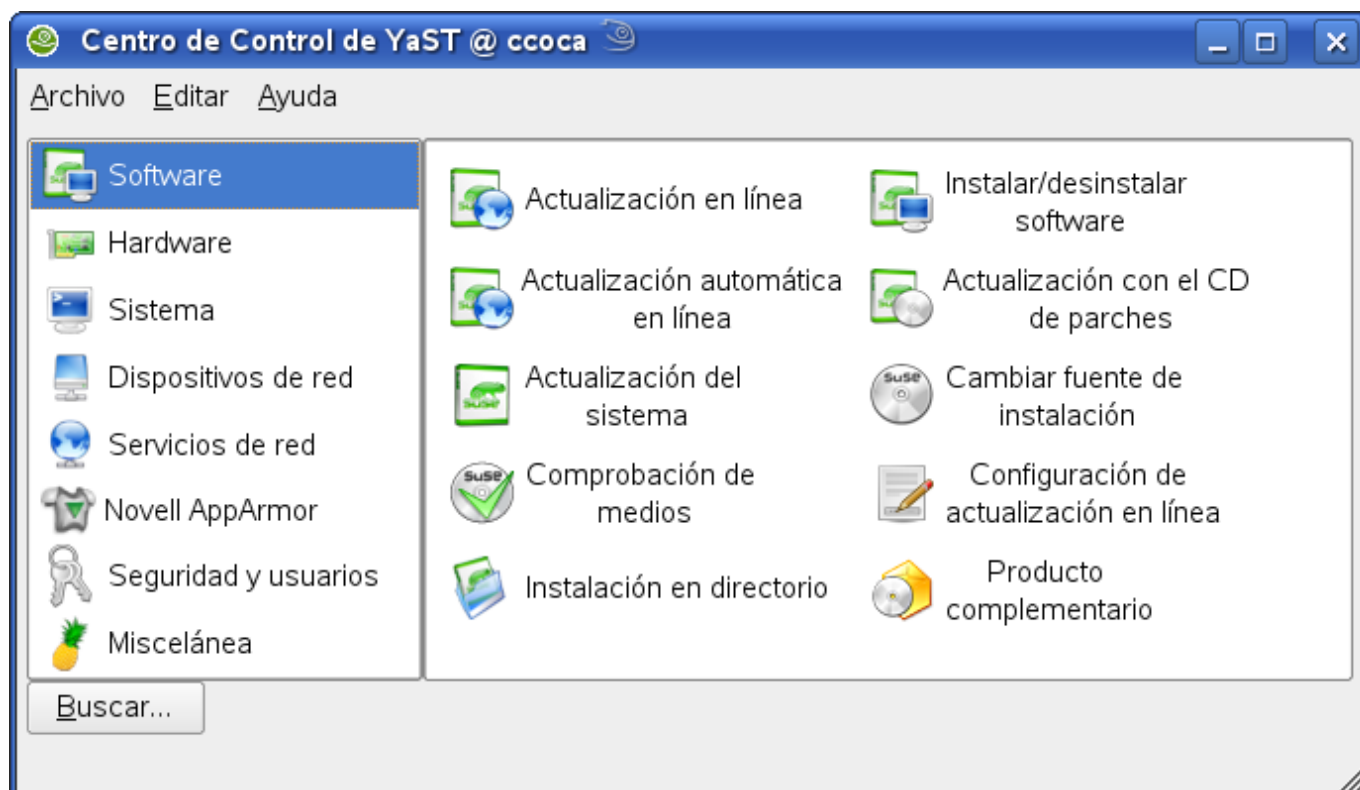 Centro de Control de YaST @ ccoca
Archivo Editar Ayuda
Software
Hardware
Sistema
Dispositivos de red
Servicios de red
Novell AppArmor
Seguridad y usuarios
Miscelánea
Actualización en línea
Instalar/desinstalar
software
Actualización automática
en línea
Actualización con el CD
de parches
Actualización del
sistema
suse
Cambiar fuente de
instalación
suse
Comprobación de
medios
Configuración de
actualización en línea
Instalación en directorio
Producto
complementario
Buscar...